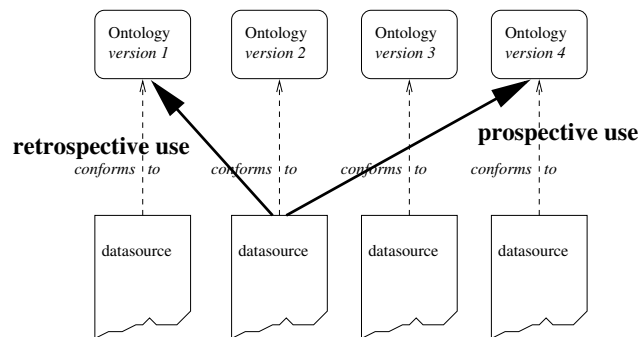 Ontology
version 1
Ontology
version 2
Ontology
version 3
Ontology
version 4
retrospective use
prospective use
conforms to
conforms to
conforms to
conforms to
datasource
datasource
datasource
datasource